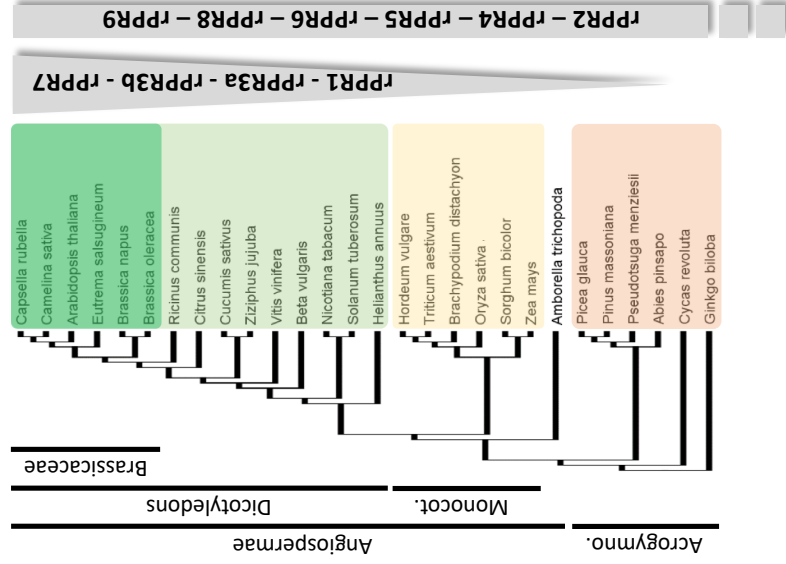 rPPR2 – rPPR4 – rPPR5 – rPPR6 – rPPR8 – rPPR9
rPPR1 - rPPR3a - rPPR3b - rPPR7
Capsella rubella
Camelina sativa
Arabidopsis thaliana
Eutrema salsugineum
Brassica napus
Brassica oleracea
Ricinus communis
Citrus sinensis
Cucumis sativus
Ziziphus jujuba
Vitis vinifera
Beta vulgaris
Nicotiana tabacum
Solanum tuberosum
Helianthus annuus
Hordeum vulgare
Triticum aestivum
Brachypodium distachyon
Oryza sativa
Sorghum bicolor
Zea mays
Amborella trichopoda
Picea glauca
Pinus massoniana
Pseudotsuga menziesii
Abies pinsapo
Cycas revoluta
Ginkgo biloba
Brassicaceae
Dicotyledons
Monocot.
Angiospermae
Acrogymno.